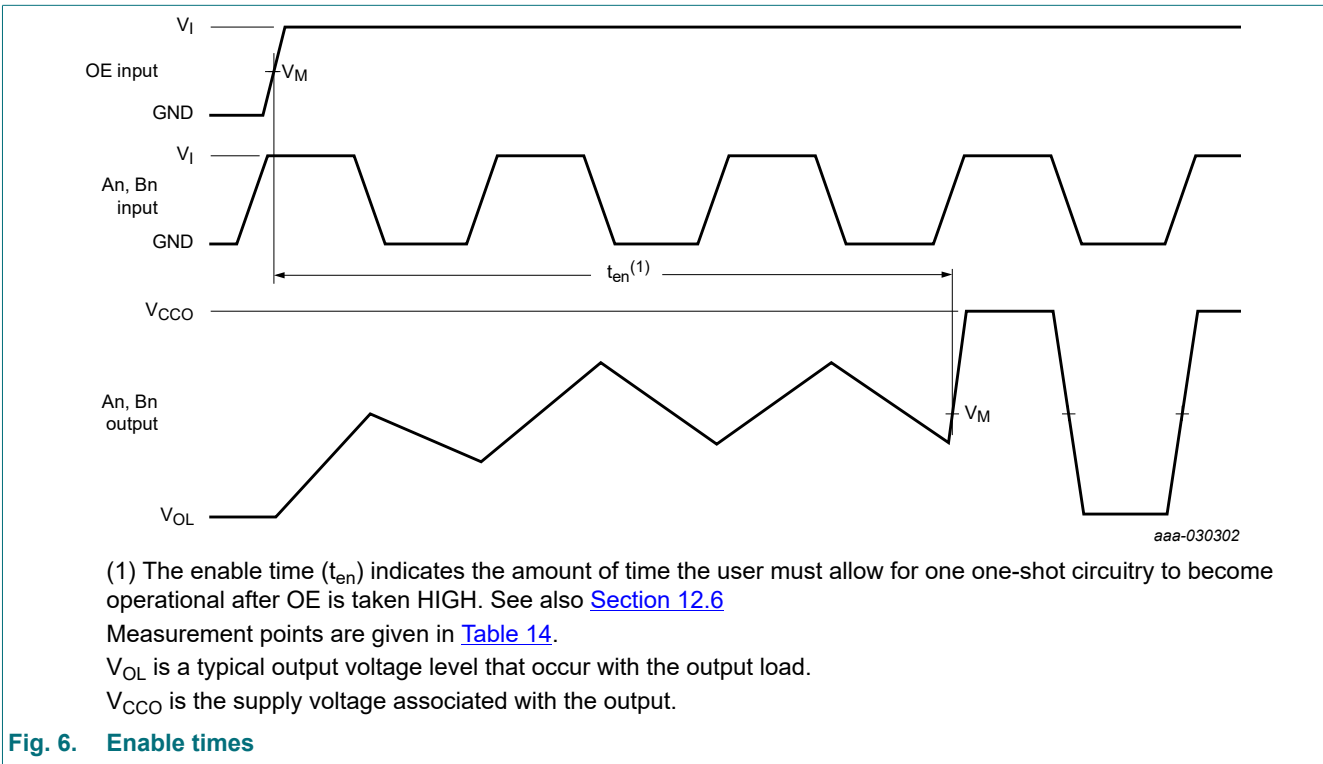 VI
OE input
VM
GND
VI
An, Bn
input
GND
ten(1)
VCCO
An, Bn
output
VM
VOL
aaa-030302
(1) The enable time (ten) indicates the amount of time the user must allow for one one-shot circuitry to become
operational after OE is taken HIGH. See also Section 12.6
Measurement points are given in Table 14.
VOL is a typical output voltage level that occur with the output load.
VCCO is the supply voltage associated with the output.
Fig. 6. Enable times